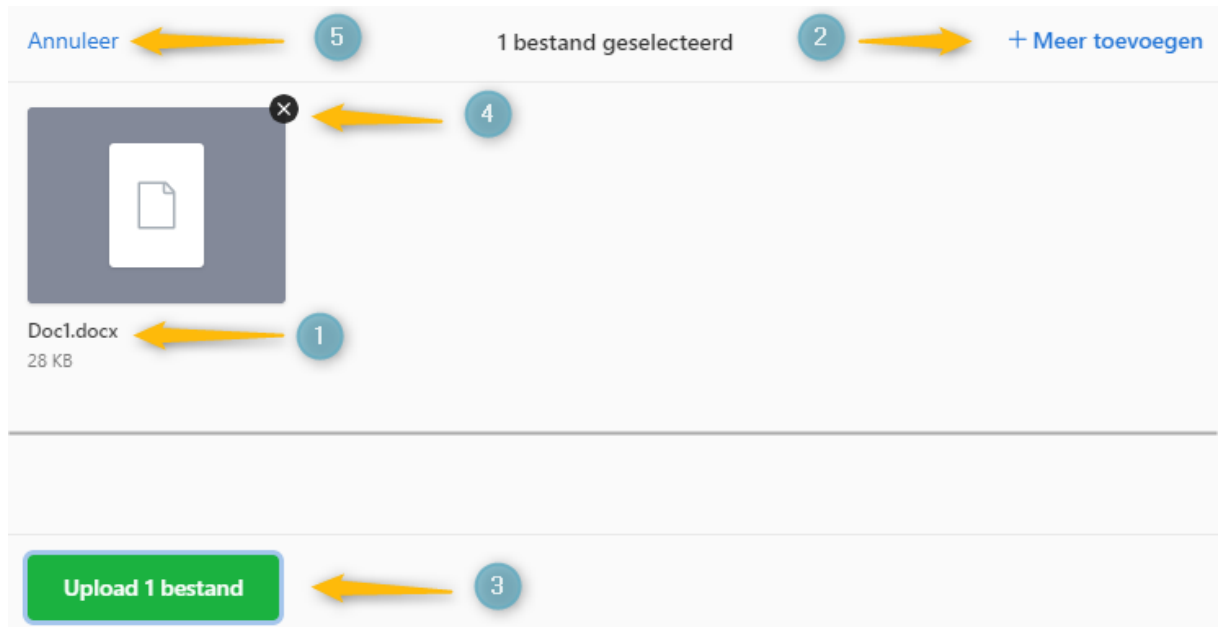 Annuleer 5 1 bestand geselecteerd 2 + Meer toevoegen
4
Doc1.docx 1
28 KB
Upload 1 bestand 3